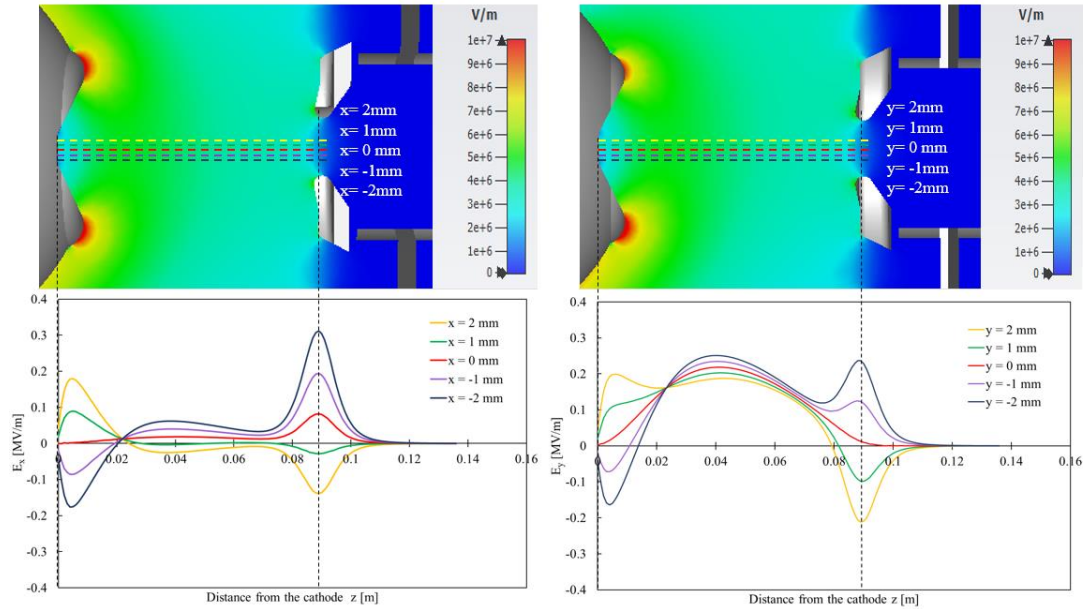 V/m
1e+7
9e+6
8e+6
7e+6
6e+6
5e+6
4e+6
3e+6
2e+6
1e+6
0
x= 2mm
x= 1mm
x= 0 mm
x= -1mm
x= -2mm
V/m
1e+7
9e+6
8e+6
7e+6
6e+6
5e+6
4e+6
3e+6
2e+6
1e+6
0
y= 2mm
y= 1mm
y= 0 mm
y= -1mm
y= -2mm
0.4
0.3
0.2
0.1
0
-0.1
-0.2
-0.3
-0.4
Ex [MV/m]
x = 2 mm
x = 1 mm
x = 0 mm
x = -1 mm
x = -2 mm
0 0.02 0.04 0.06 0.08 0.1 0.12 0.14 0.16
Distance from the cathode z [m]
0.4
0.3
0.2
0.1
0
-0.1
-0.2
-0.3
-0.4
Ey [MV/m]
y = 2 mm
y = 1 mm
y = 0 mm
y = -1 mm
y = -2 mm
0 0.02 0.04 0.06 0.08 0.1 0.12 0.14 0.16
Distance from the cathode z [m]